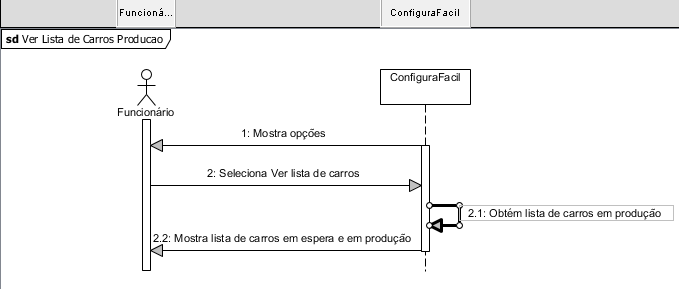 Funcioná...
ConfiguraFacil
sd Ver Lista de Carros Producao
ConfiguraFacil
Funcionário
1: Mostra opções
2: Seleciona Ver lista de carros
2.1: Obtém lista de carros em produção
2.2: Mostra lista de carros em espera e em produção